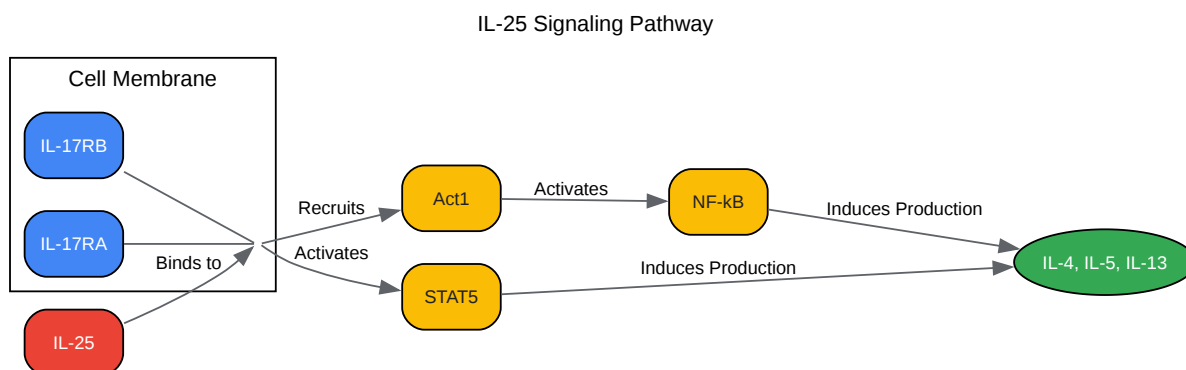 IL-25 Signaling Pathway
Cell Membrane
IL-17RB
IL-17RA
Binds to
IL-25
Recruits
Activates
Act1
STAT5
Activates
NF-kB
Induces Production
Induces Production
IL-4, IL-5, IL-13